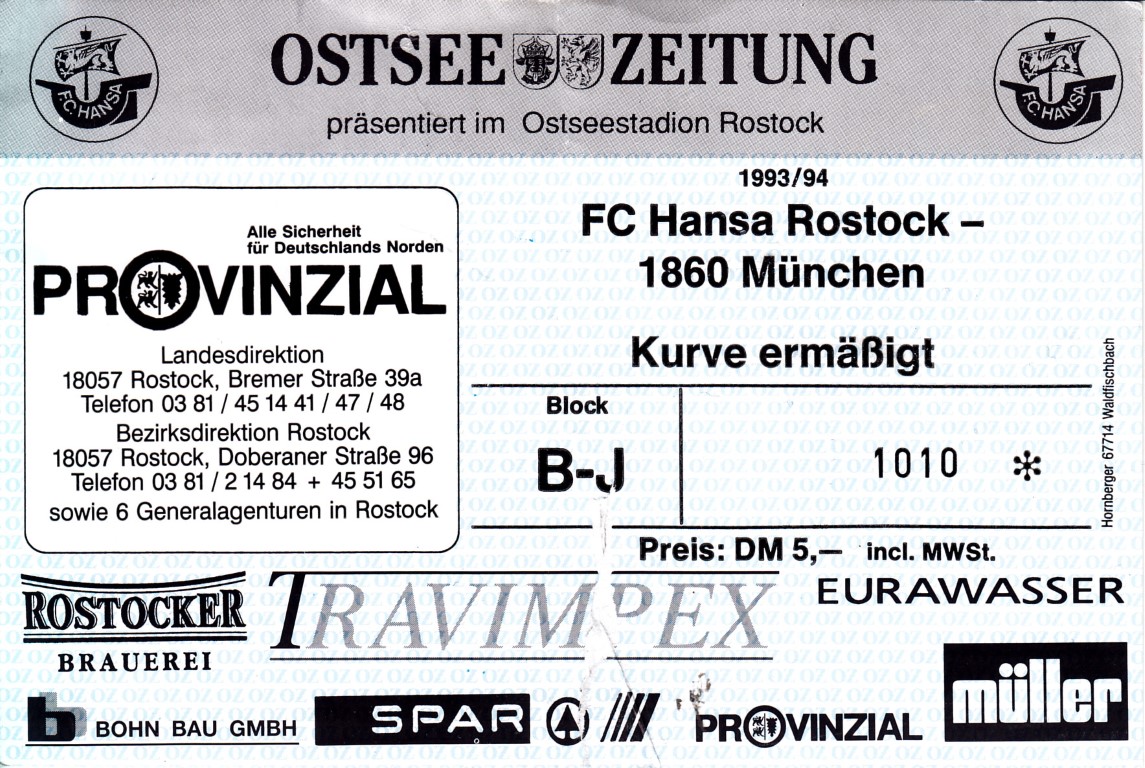 OSTSEE ZEITUNG
präsentiert im Ostseestadion Rostock
F.C. HANSA
F.C. HANSA
1993/94
FC Hansa Rostock –
1860 München
Kurve ermäßigt
Alle Sicherheit
für Deutschlands Norden
PROVINZIAL
Landesdirektion
18057 Rostock, Bremer Straße 39a
Telefon 03 81 / 45 14 41 / 47 / 48
Bezirksdirektion Rostock
18057 Rostock, Doberaner Straße 96
Telefon 03 81 / 2 14 84 + 45 51 65
sowie 6 Generalagenturen in Rostock
Block
B-J
1010 *
Hornberger 67714 Waldfischbach
Preis: DM 5,— incl. MWSt.
ROSTOCKER
BRAUEREI
TRAVIMPEX
EURAWASSER
b BOHN BAU GMBH
SPAR
PROVINZIAL
müller